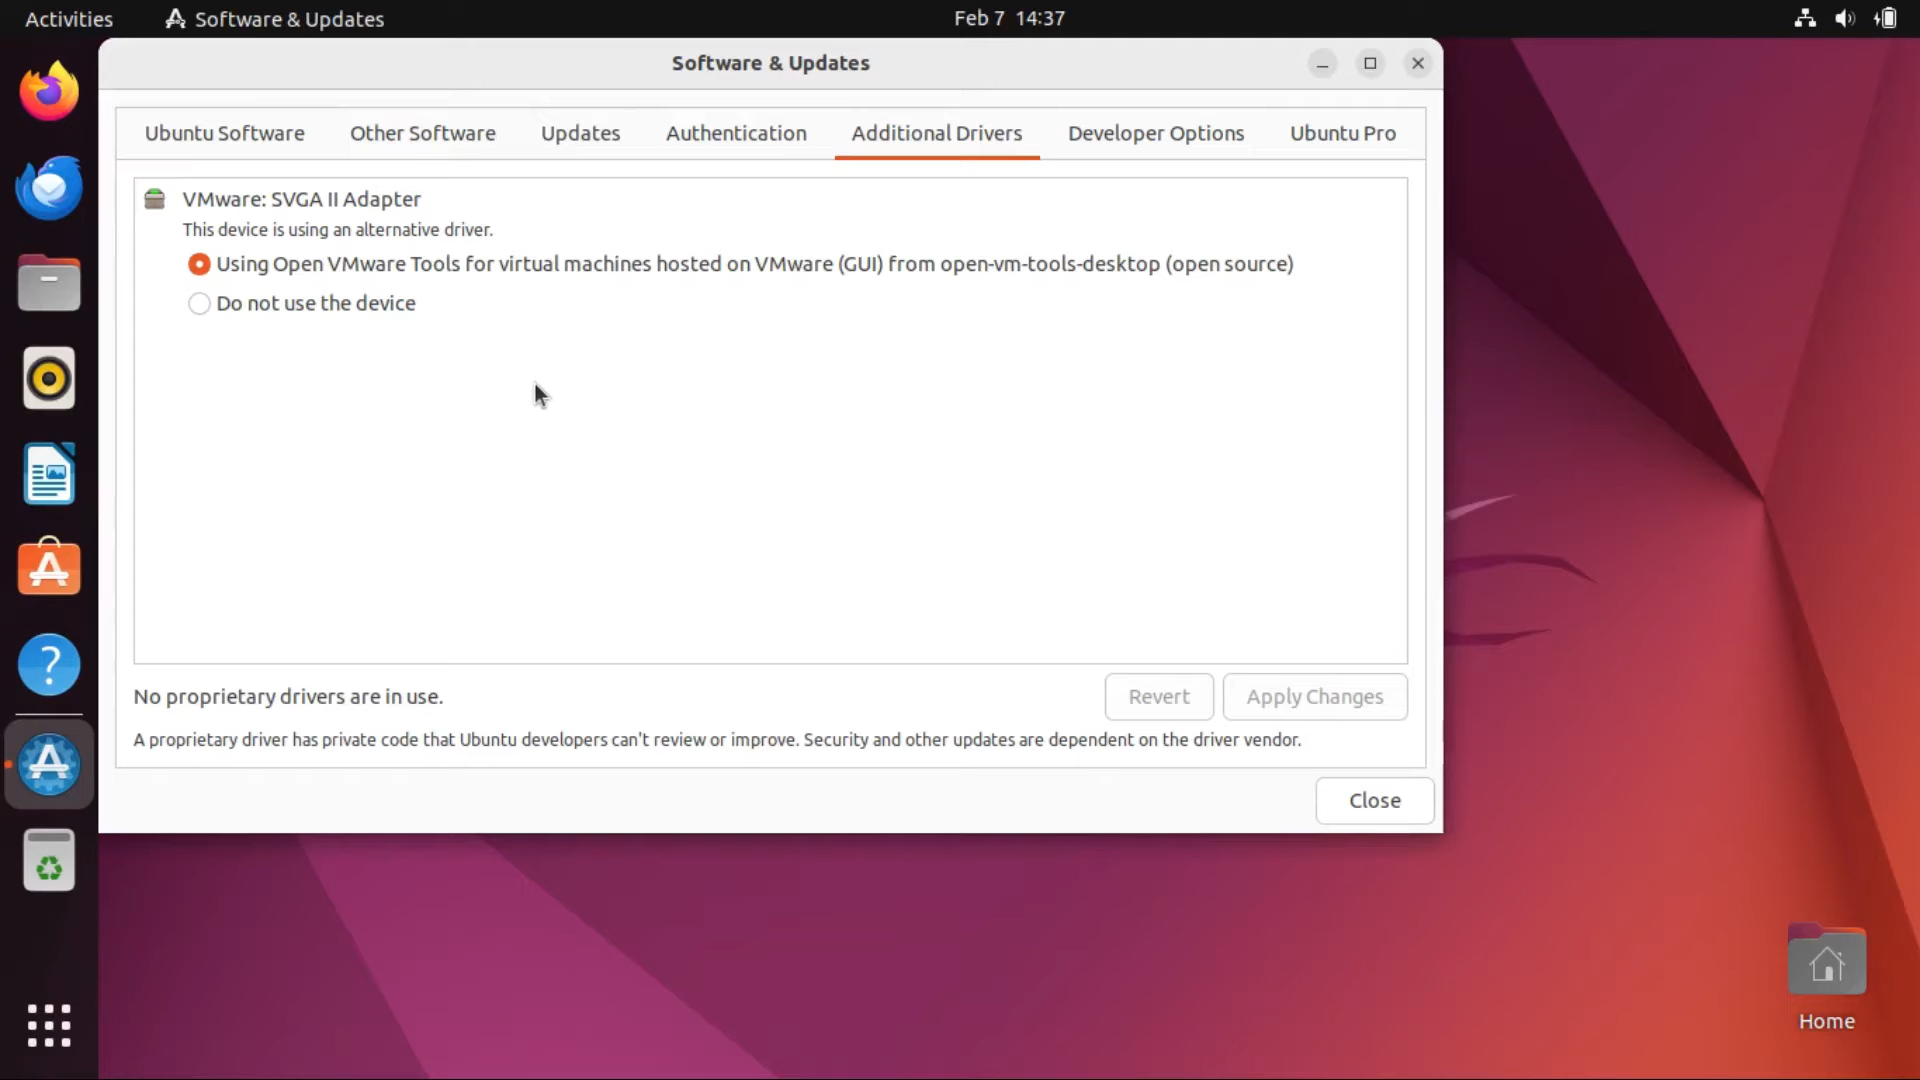 Activities
Software & Updates
Feb 7 14:37
Software & Updates
Ubuntu Software
Other Software
Updates
Authentication
Additional Drivers
Developer Options
Ubuntu Pro
VMware: SVGA II Adapter
This device is using an alternative driver.
Using Open VMware Tools for virtual machines hosted on VMware (GUI) from open-vm-tools-desktop (open source)
Do not use the device
No proprietary drivers are in use.
Revert
Apply Changes
A proprietary driver has private code that Ubuntu developers can't review or improve. Security and other updates are dependent on the driver vendor.
Close
Home